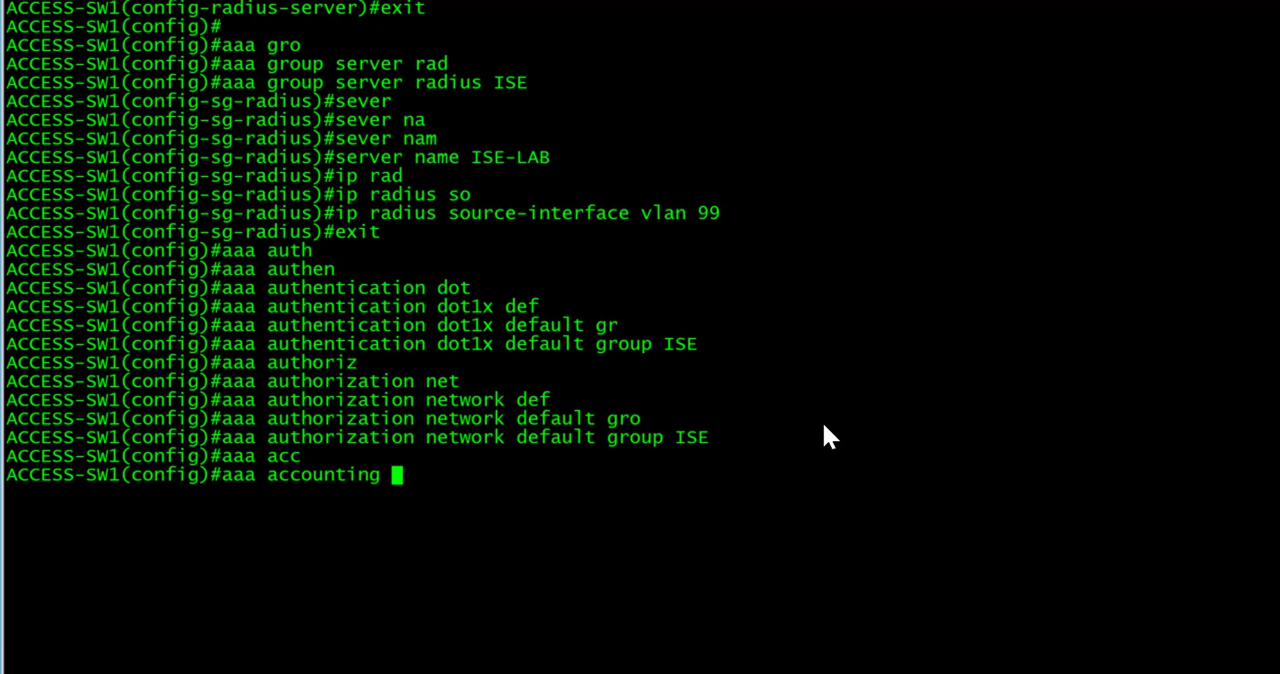 ACCESS-SW1(config-radius-server)#exit
ACCESS-SW1(config)#
ACCESS-SW1(config)#aaa gro
ACCESS-SW1(config)#aaa group server rad
ACCESS-SW1(config)#aaa group server radius ISE
ACCESS-SW1(config-sg-radius)#sever
ACCESS-SW1(config-sg-radius)#sever na
ACCESS-SW1(config-sg-radius)#sever nam
ACCESS-SW1(config-sg-radius)#server name ISE-LAB
ACCESS-SW1(config-sg-radius)#ip rad
ACCESS-SW1(config-sg-radius)#ip radius so
ACCESS-SW1(config-sg-radius)#ip radius source-interface vlan 99
ACCESS-SW1(config-sg-radius)#exit
ACCESS-SW1(config)#aaa auth
ACCESS-SW1(config)#aaa authen
ACCESS-SW1(config)#aaa authentication dot
ACCESS-SW1(config)#aaa authentication dot1x def
ACCESS-SW1(config)#aaa authentication dot1x default gr
ACCESS-SW1(config)#aaa authentication dot1x default group ISE
ACCESS-SW1(config)#aaa authoriz
ACCESS-SW1(config)#aaa authorization net
ACCESS-SW1(config)#aaa authorization network def
ACCESS-SW1(config)#aaa authorization network default gro
ACCESS-SW1(config)#aaa authorization network default group ISE
ACCESS-SW1(config)#aaa acc
ACCESS-SW1(config)#aaa accounting